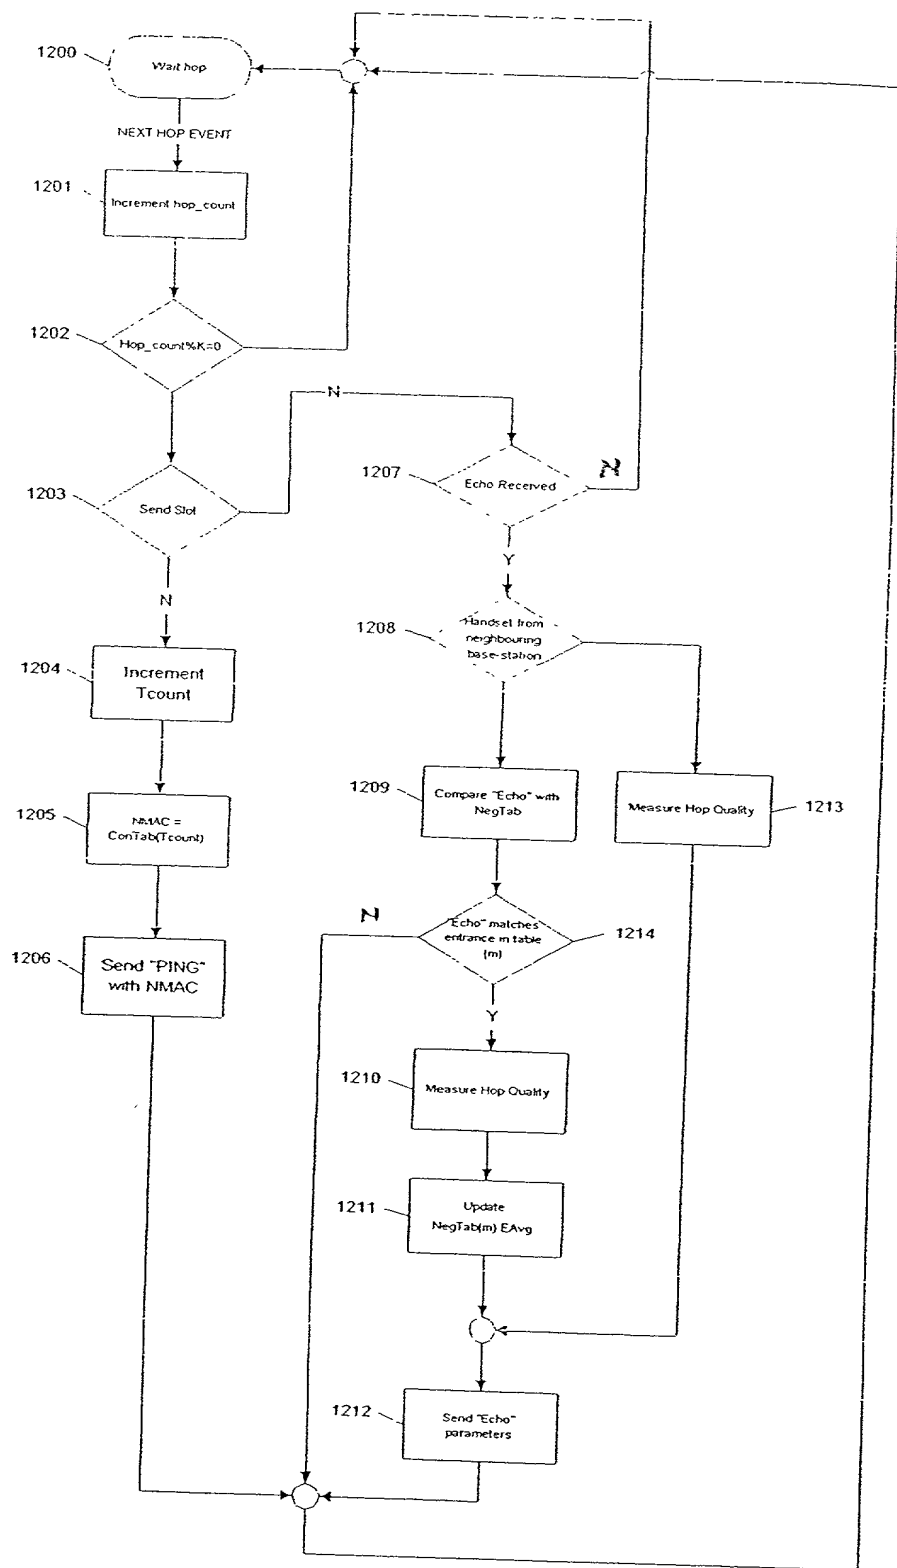 1200
Wait hop
NEXT HOP EVENT
1201
Increment hop_count
1202
Hop_count%K=0
N
1203
Send Slot
1207
Echo Received
N
Y
N
1208
Handset from
neighbouring
base-station
1204
Increment
Tcount
1209
Compare "Echo" with
NegTab
Measure Hop Quality
1213
1205
NMAC =
ConTab(Tcount)
N
"Echo" matches
entrance in table
(m)
1214
1206
Send "PING"
with NMAC
Y
1210
Measure Hop Quality
1211
Update
NegTab(m) EAvg
1212
Send "Echo"
parameters